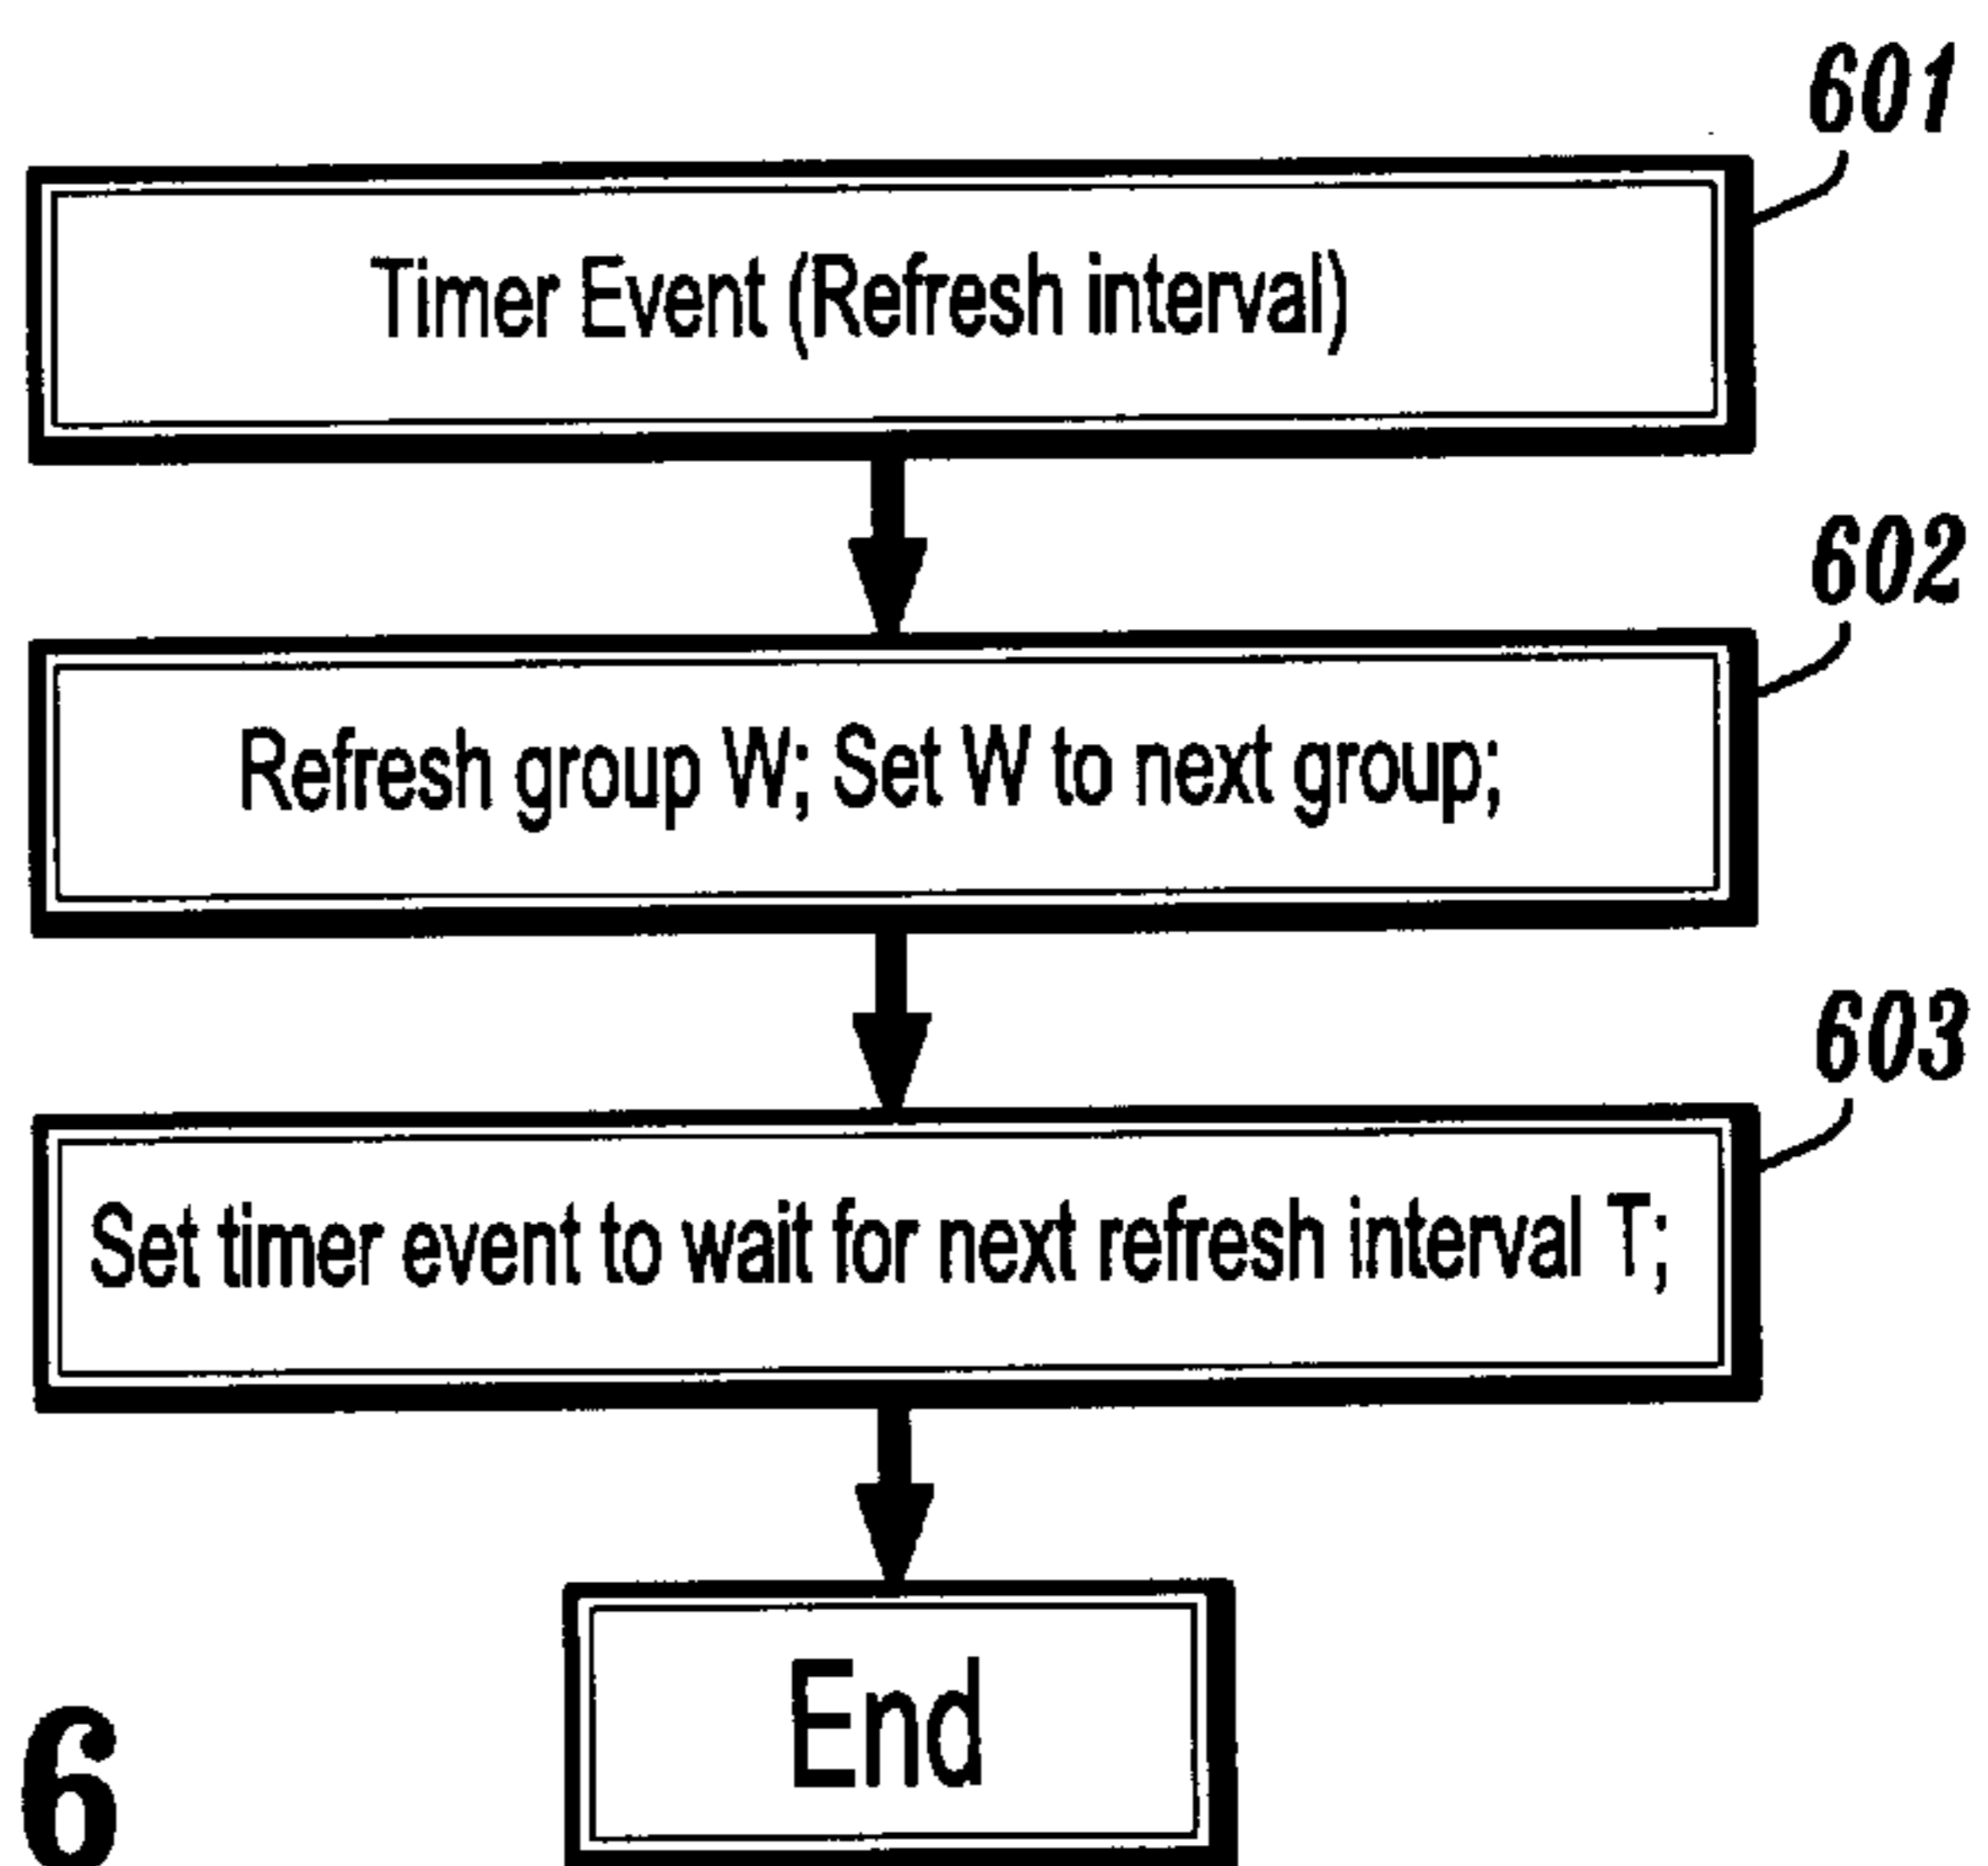 601
Timer Event (Refresh interval)
602
Refresh group W; Set W to next group;
603
Set timer event to wait for next refresh interval T;
End
6